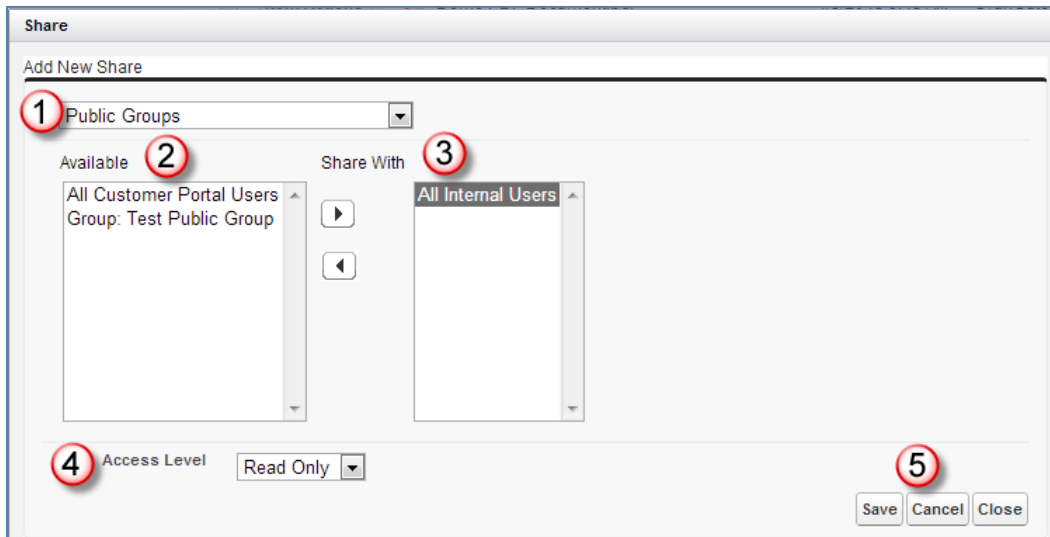 Share
Add New Share
1 Public Groups
Available 2 Share With 3
All Customer Portal Users
Group: Test Public Group
All Internal Users
4 Access Level Read Only
5
Save Cancel Close